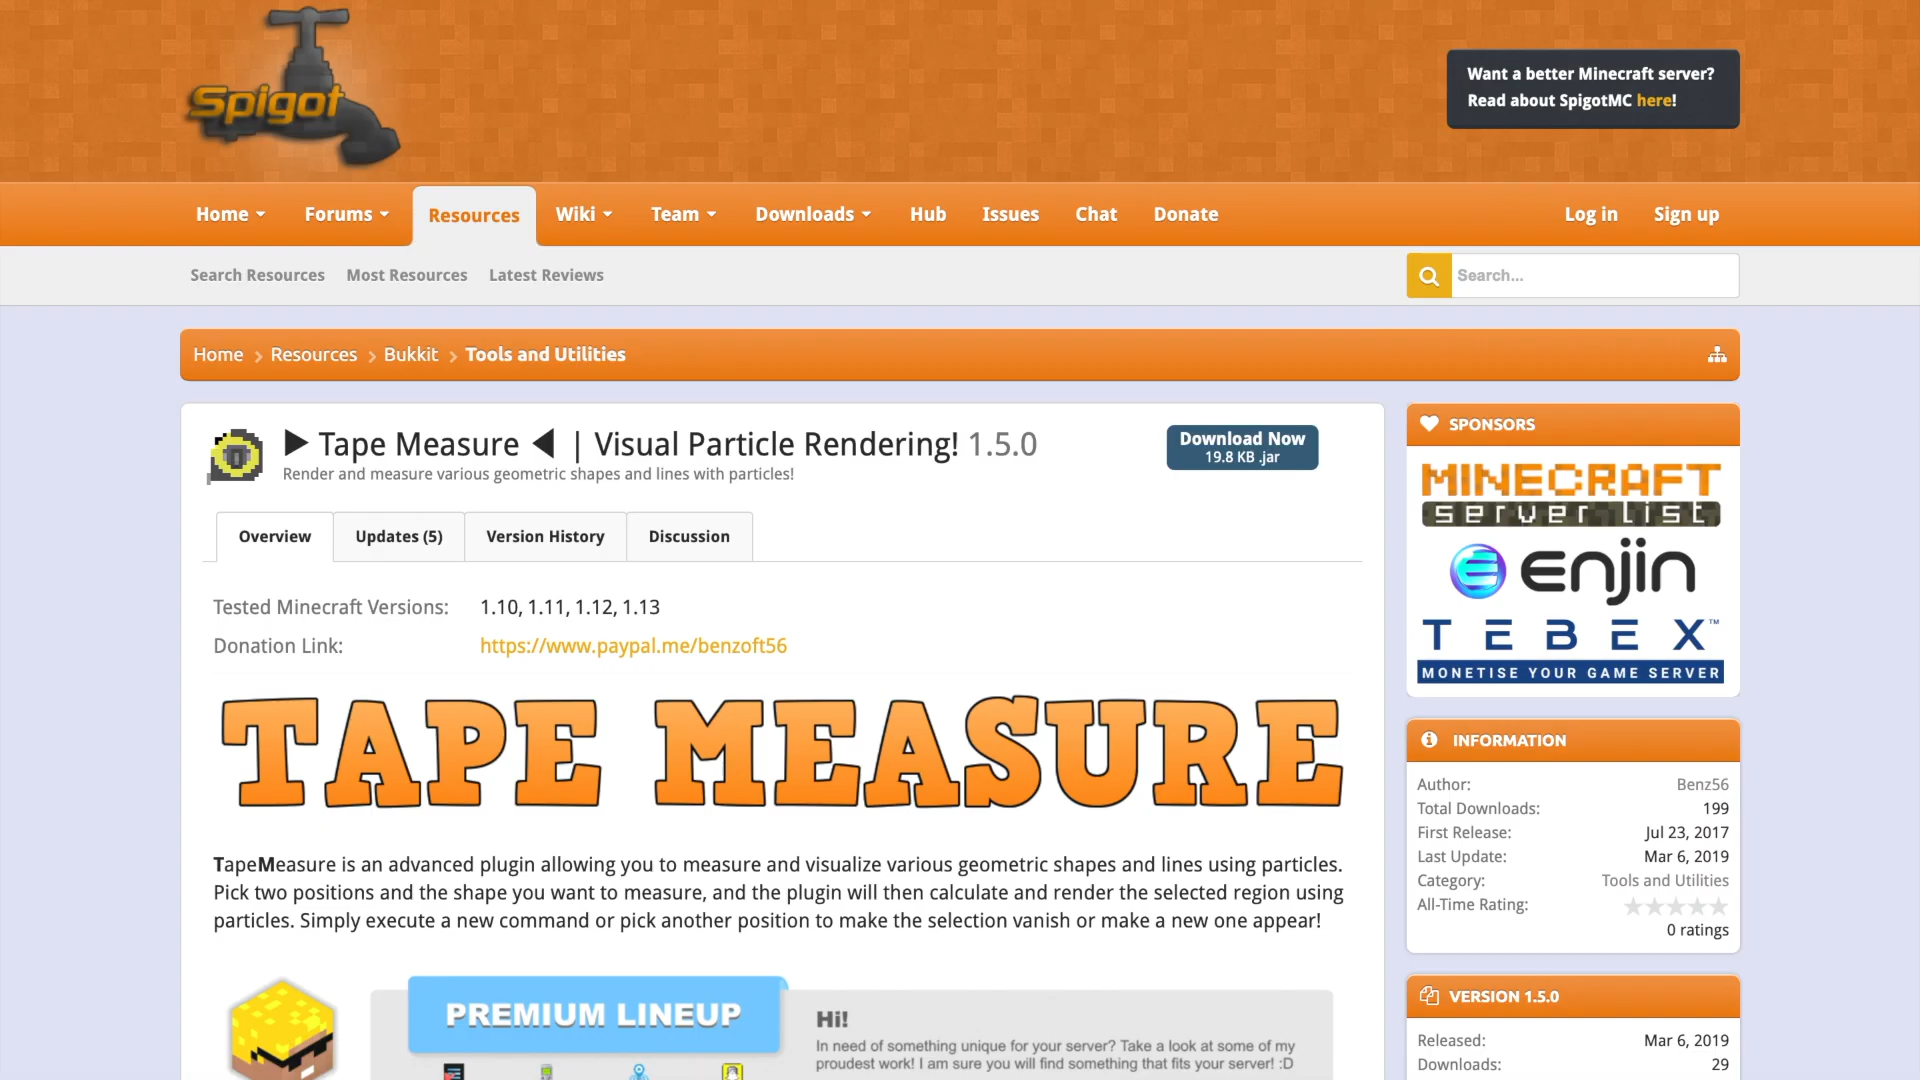 Spigot
Want a better Minecraft server?
Read about SpigotMC here!
Home
Forums
Resources
Wiki
Team
Downloads
Hub
Issues
Chat
Donate
Log in
Sign up
Search Resources
Most Resources
Latest Reviews
Search...
Home
Resources
Bukkit
Tools and Utilities
▶ Tape Measure ◀ | Visual Particle Rendering! 1.5.0
Render and measure various geometric shapes and lines with particles!
Download Now
19.8 KB .jar
Overview
Updates (5)
Version History
Discussion
Tested Minecraft Versions: 1.10, 1.11, 1.12, 1.13
Donation Link: https://www.paypal.me/benzoft56
TAPE MEASURE
TapeMeasure is an advanced plugin allowing you to measure and visualize various geometric shapes and lines using particles.
Pick two positions and the shape you want to measure, and the plugin will then calculate and render the selected region using
particles. Simply execute a new command or pick another position to make the selection vanish or make a new one appear!
PREMIUM LINEUP
Hi!
In need of something unique for your server? Take a look at some of my
proudest work! I am sure you will find something that fits your server! :D
SPONSORS
MINECRAFT
server list
enjin
TEBEX™
MONETISE YOUR GAME SERVER
INFORMATION
Author: Benz56
Total Downloads: 199
First Release: Jul 23, 2017
Last Update: Mar 6, 2019
Category: Tools and Utilities
All-Time Rating:
0 ratings
VERSION 1.5.0
Released: Mar 6, 2019
Downloads: 29